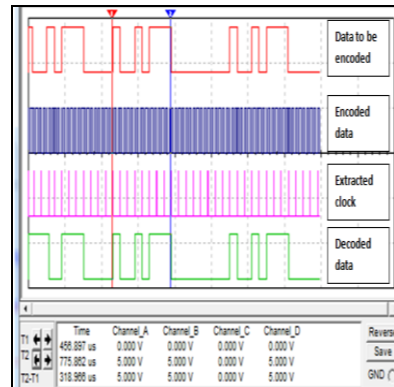 Data to be
encoded
Encoded
data
Extracted
clock
Decoded
data
Time Channel_A Channel_B Channel_C Channel_D
T1 456.897 us 0.000 V 0.000 V 0.000 V 0.000 V
T2 775.862 us 5.000 V 5.000 V 0.000 V 5.000 V
T2-T1 318.966 us 5.000 V 5.000 V 0.000 V 5.000 V
Reverse
Save
GND